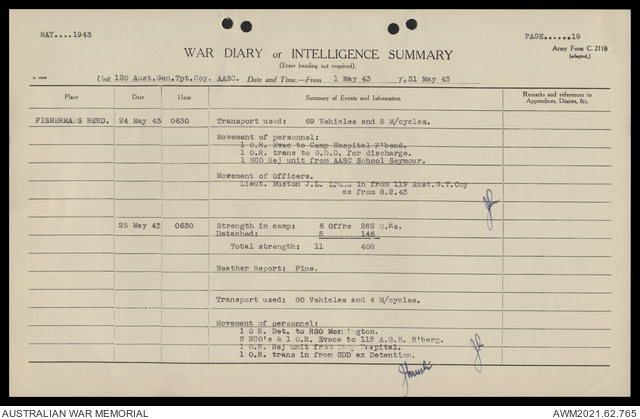 MAY....1943
PAGE......19
WAR DIARY or INTELLIGENCE SUMMARY
Army Form C. 2118
(adapted.)
(Erase heading not required).
Unit 120 Aust.Gen.Tpt.Coy. AASC. Date and Time.—From 1 May 43 To 31 May 43
Place Date Hour Summary of Events and Information Remarks and references to
Appendices, Diaries, &c.
FISHERMANS BEND. 24 May 43 0630 Transport used: 69 Vehicles and 5 M/cycles.
Movement of personnel:
1 O.R. Evac to Camp Hospital F'bend.
1 O.R. trans to G.D.D. for discharge.
1 NCO Rej unit from AASC School Seymour.
Movement of Officers.
Lieut. Muston J.L. trans in from 119 Aust.G.T.Coy
as from 8.2.43
25 May 43 0630 Strength in camp: 6 Offrs 262 O.Rs.
Detached: 5 146
Total strength: 11 408
Weather Report: Fine.
Transport used: 80 Vehicles and 4 M/cycles.
Movement of personnel:
1 O R. Det. to RSG Mornington.
2 NCO's & 1 O.R. Evacc to 115 A.G.H. H'berg.
1 O.R. Rej unit from Camp Hospital.
1 O.R. trans in from GDD ex Detention.
AUSTRALIAN WAR MEMORIAL
AWM2021.62.765